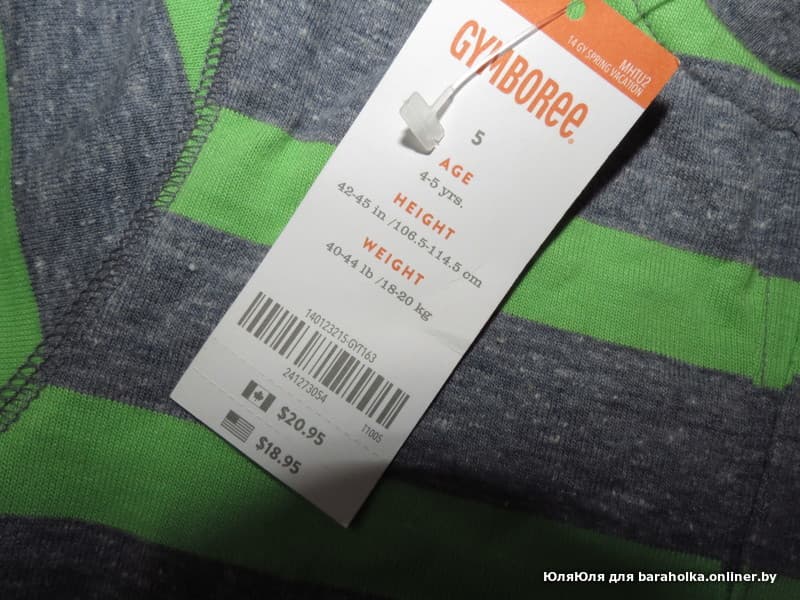 MHTU2
14 GY SPRING VACATION
GYMBOREE
5
AGE
4-5 yrs.
HEIGHT
42-45 in /106.5-114.5 cm
WEIGHT
40-44 lb /18-20 kg
140123215-GYT163
241273054
11005
$20.95
$18.95
ЮляЮля для baraholka.onliner.by